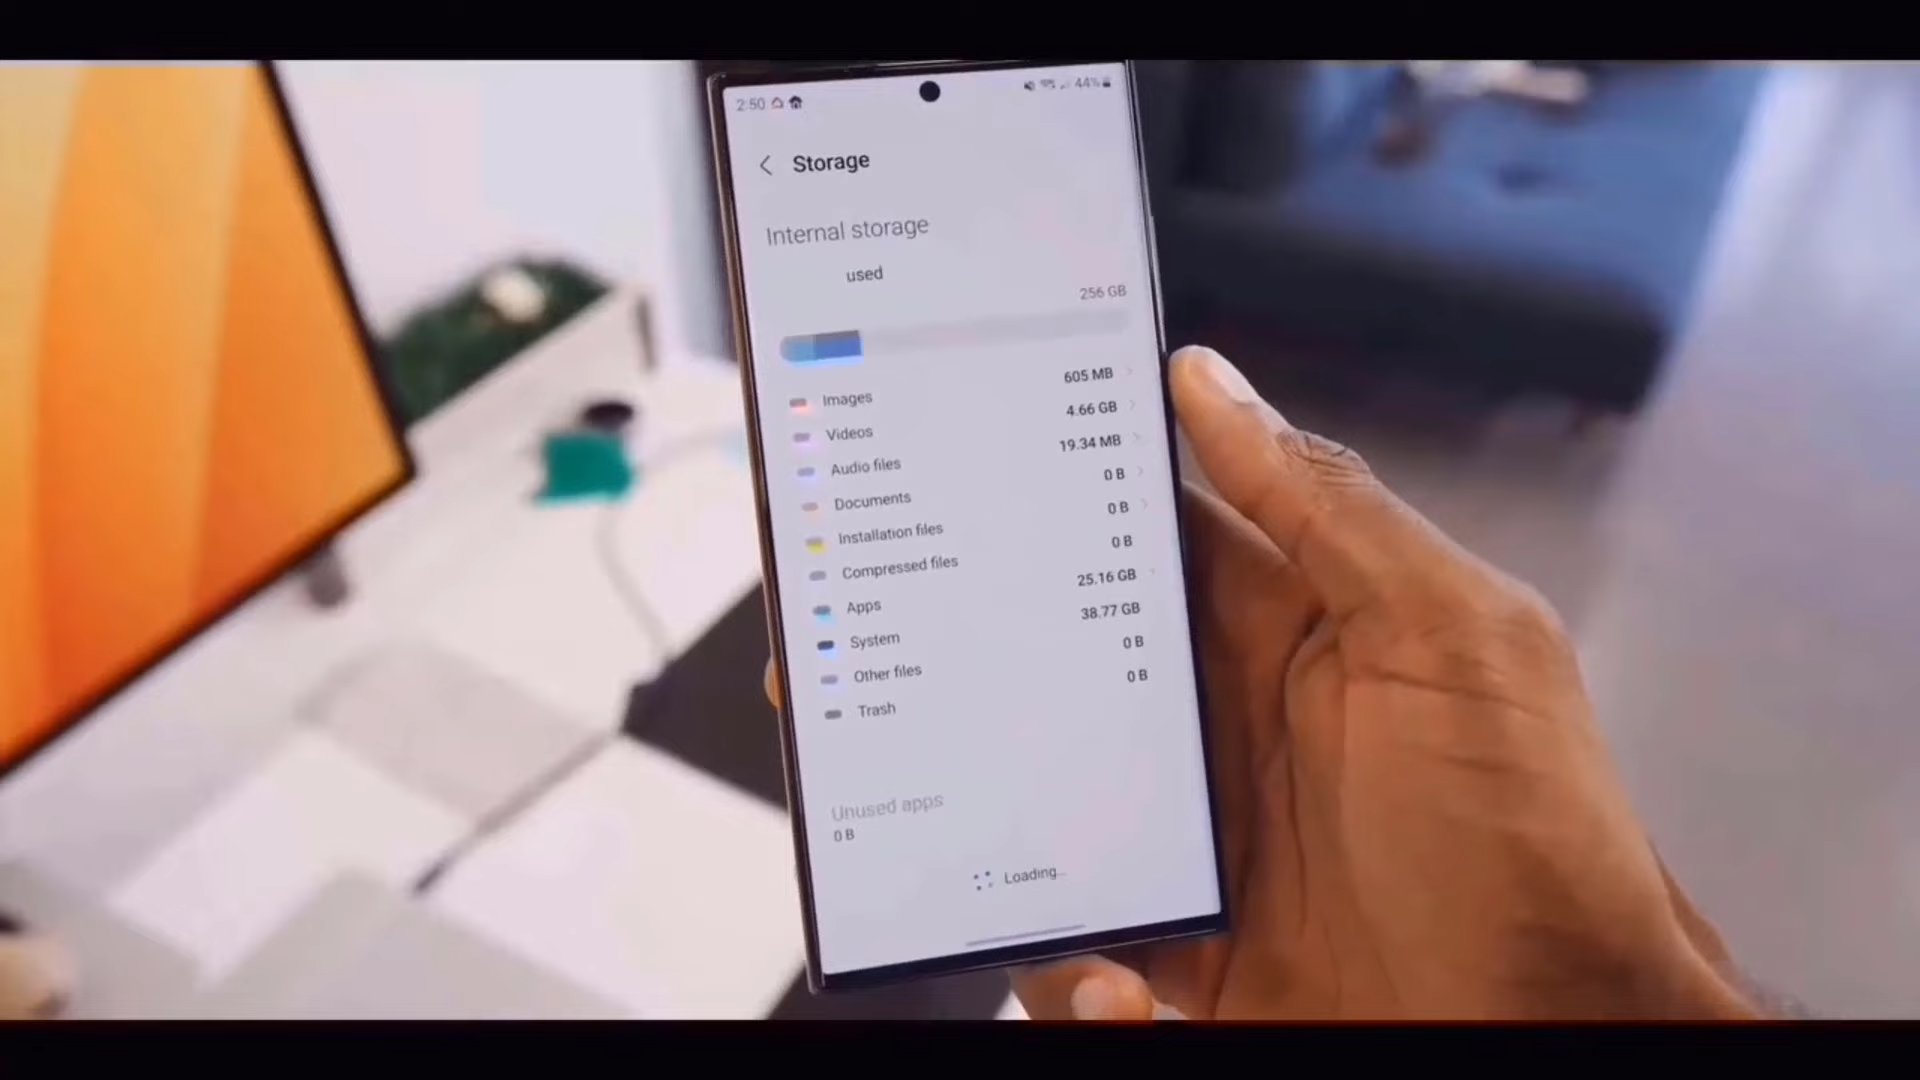 2:50 44%
Storage
Internal storage
used
256 GB
Images 605 MB
Videos 4.66 GB
Audio files 19.34 MB
Documents 0 B
Installation files 0 B
Compressed files 0 B
Apps 25.16 GB
System 38.77 GB
Other files 0 B
Trash 0 B
Unused apps
0 B
Loading...